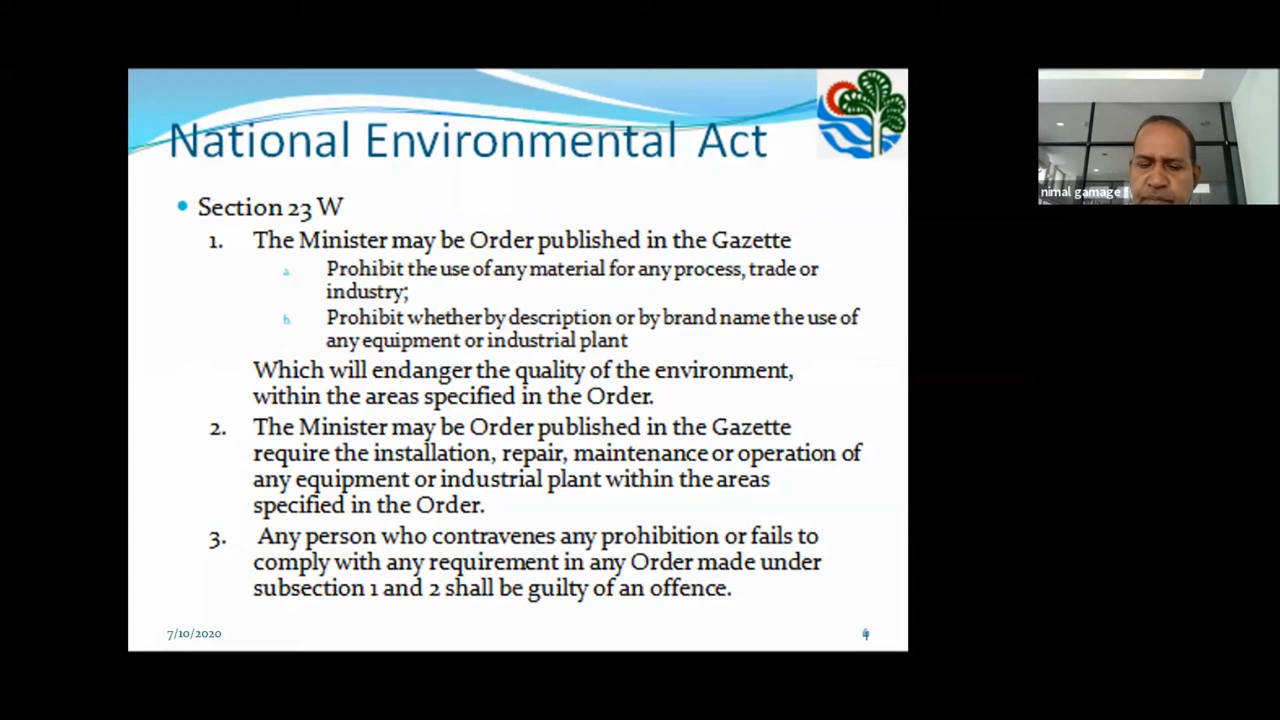 National Environmental Act
Section 23 W
1. The Minister may be Order published in the Gazette
a. Prohibit the use of any material for any process, trade or
industry;
b. Prohibit whether by description or by brand name the use of
any equipment or industrial plant
Which will endanger the quality of the environment,
within the areas specified in the Order.
2. The Minister may be Order published in the Gazette
require the installation, repair, maintenance or operation of
any equipment or industrial plant within the areas
specified in the Order.
3. Any person who contravenes any prohibition or fails to
comply with any requirement in any Order made under
subsection 1 and 2 shall be guilty of an offence.
7/10/2020
nimal gamage